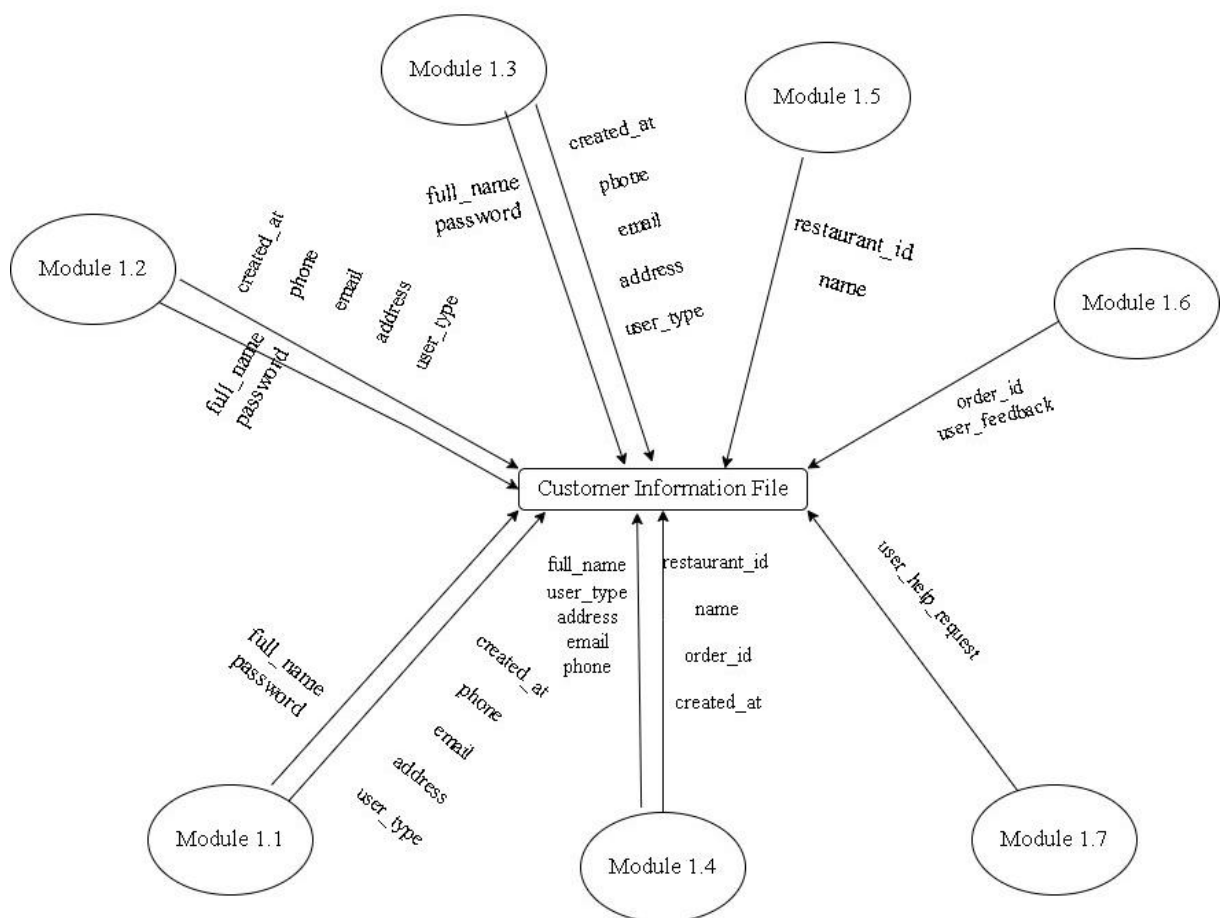 Module 1.3
Module 1.5
created_at
phone
email
address
user_type
full_name
password
restaurant_id
name
Module 1.2
created_at
phone
email
address
user_type
full_name
password
Module 1.6
order_id
user_feedback
Customer Information File
full_name
user_type
address
email
phone
restaurant_id
name
order_id
created_at
user_help_request
full_name
password
created_at
phone
email
address
user_type
Module 1.1
Module 1.4
Module 1.7